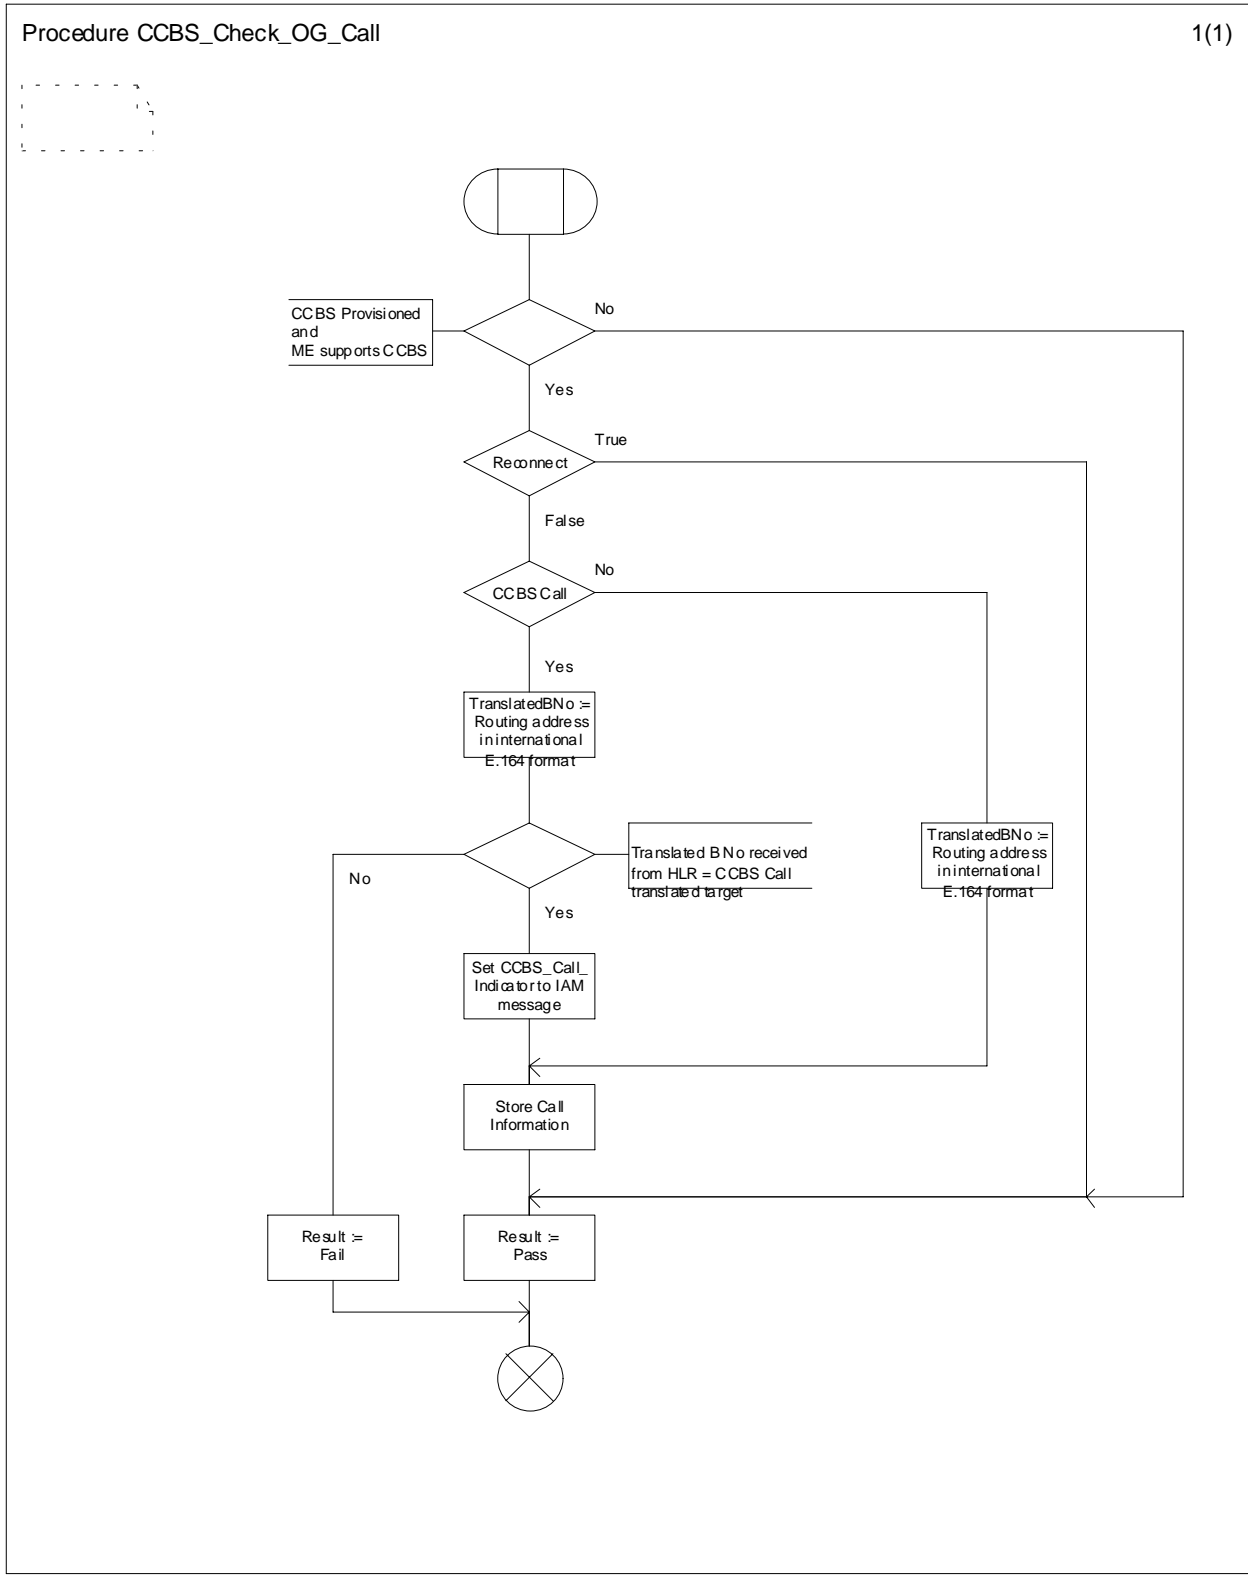 Procedure CCBS_Check_OG_Call
1(1)
CCBS Provisioned
and
ME supports CCBS
No
Yes
Reconnect
True
False
CCBS Call
No
Yes
TranslatedBNo :=
Routing address
in international
E.164 format
Translated BNo received
from HLR = CCBS Call
translated target
TranslatedBNo :=
Routing address
in international
E.164 format
No
Yes
Set CCBS_Call_
Indicator to IAM
message
Store Call
Information
Result :=
Fail
Result :=
Pass